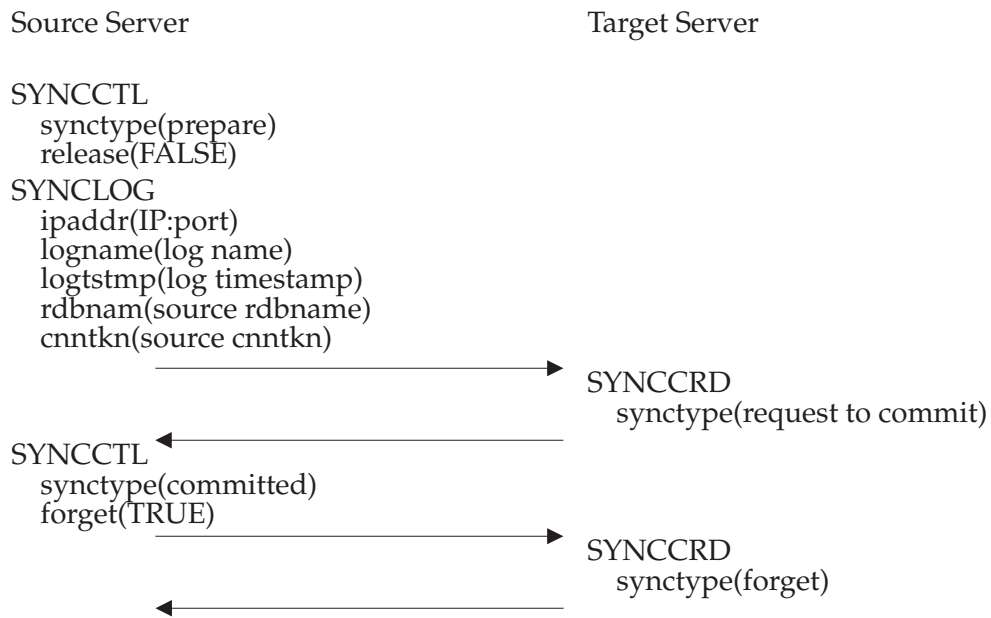 Source Server
Target Server
SYNCCTL
synctype(prepare)
release(FALSE)
SYNCLOG
ipaddr(IP:port)
logname(log name)
logtstmp(log timestamp)
rdbnam(source rdbname)
cnntkn(source cnntkn)
SYNCCRD
synctype(request to commit)
SYNCCTL
synctype(committed)
forget(TRUE)
SYNCCRD
synctype(forget)